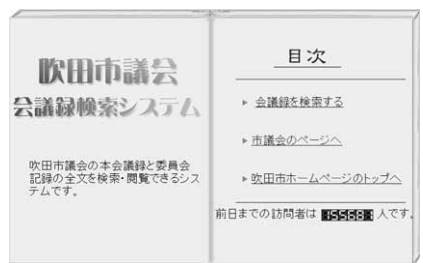 吹田市議会
会議録検索システム
吹田市議会の本会議録と委員会
記録の全文を検索・閲覧できるシス
テムです。
目次
会議録を検索する
市議会のページへ
吹田市ホームページのトップへ
前日までの訪問者は 人です。